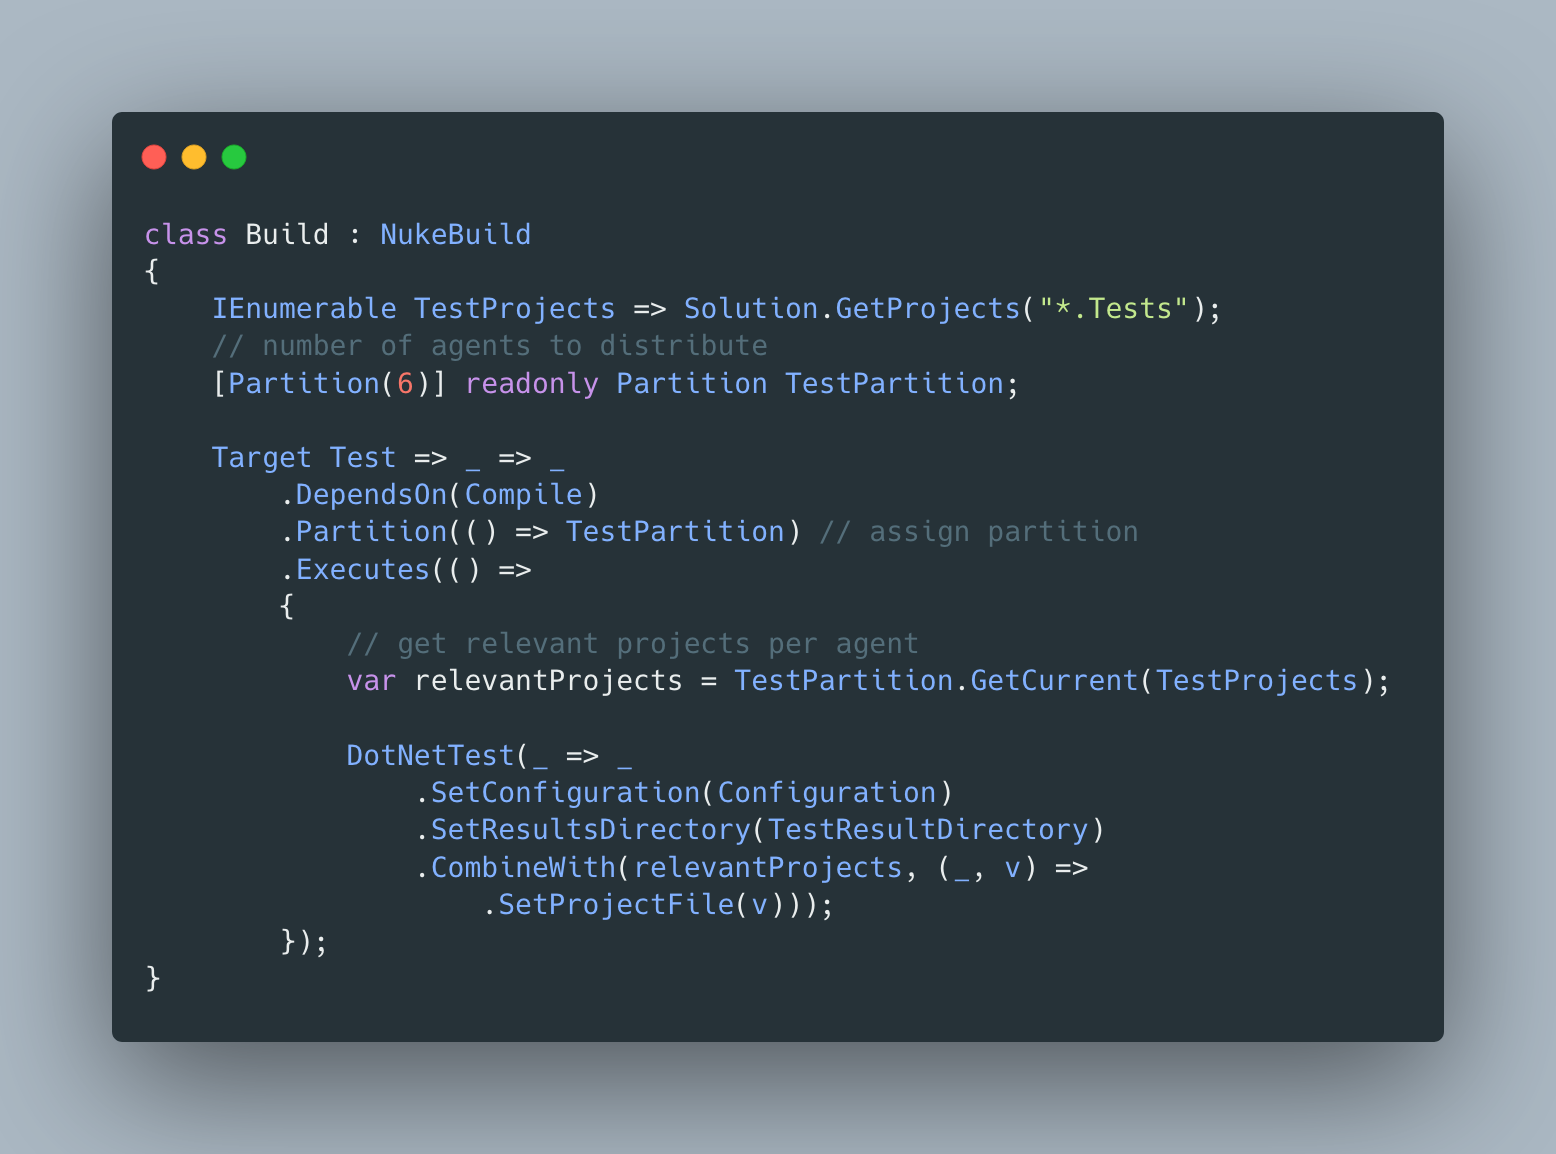 class Build : NukeBuild
{
    IEnumerable TestProjects => Solution.GetProjects("*.Tests");
    // number of agents to distribute
    [Partition(6)] readonly Partition TestPartition;

    Target Test => _ => _
        .DependsOn(Compile)
        .Partition(() => TestPartition) // assign partition
        .Executes(() =>
        {
            // get relevant projects per agent
            var relevantProjects = TestPartition.GetCurrent(TestProjects);

            DotNetTest(_ => _
                .SetConfiguration(Configuration)
                .SetResultsDirectory(TestResultDirectory)
                .CombineWith(relevantProjects, (_, v) =>
                    .SetProjectFile(v)));
        });
}